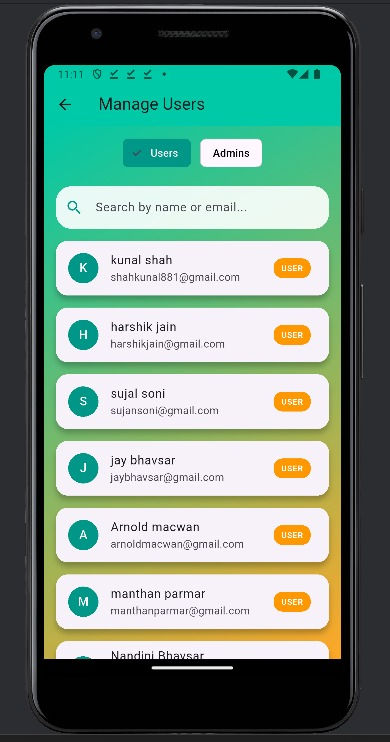 11:11
Manage Users
Users
Admins
Search by name or email...
K
kunal shah
shahkunal881@gmail.com
USER
H
harshik jain
harshikjain@gmail.com
USER
S
sujal soni
sujansoni@gmail.com
USER
J
jay bhavsar
jaybhavsar@gmail.com
USER
A
Arnold macwan
arnoldmacwan@gmail.com
USER
M
manthan parmar
manthanparmar@gmail.com
USER
Nandini Bhavsar